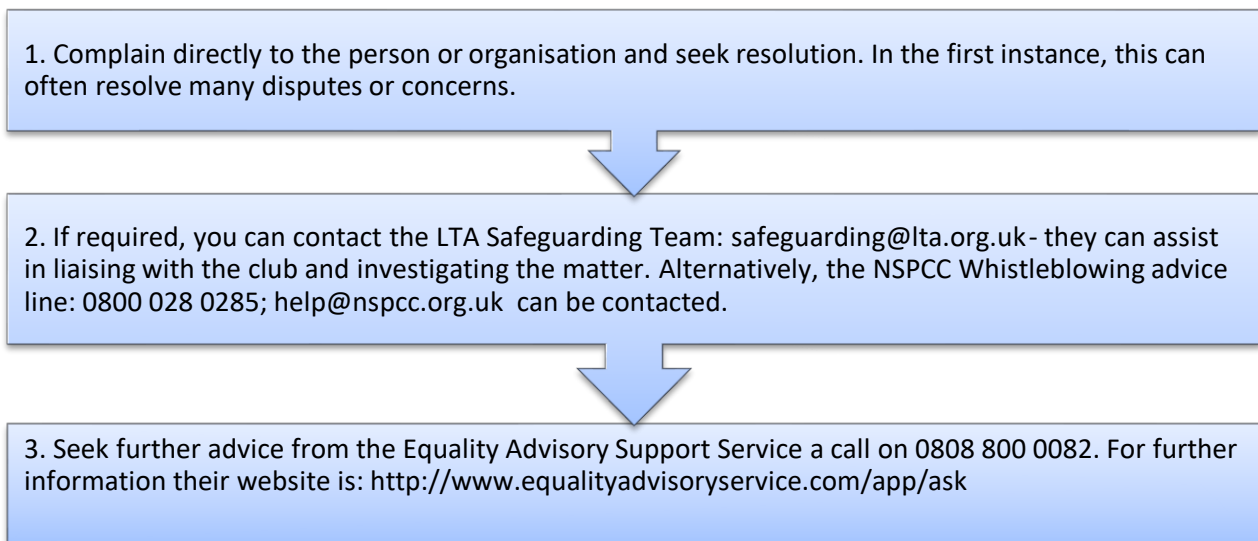 1. Complain directly to the person or organisation and seek resolution. In the first instance, this can
often resolve many disputes or concerns.
2. If required, you can contact the LTA Safeguarding Team: safeguarding@lta.org.uk- they can assist
in liaising with the club and investigating the matter. Alternatively, the NSPCC Whistleblowing advice
line: 0800 028 0285; help@nspcc.org.uk can be contacted.
3. Seek further advice from the Equality Advisory Support Service a call on 0808 800 0082. For further
information their website is: http://www.equalityadvisoryservice.com/app/ask